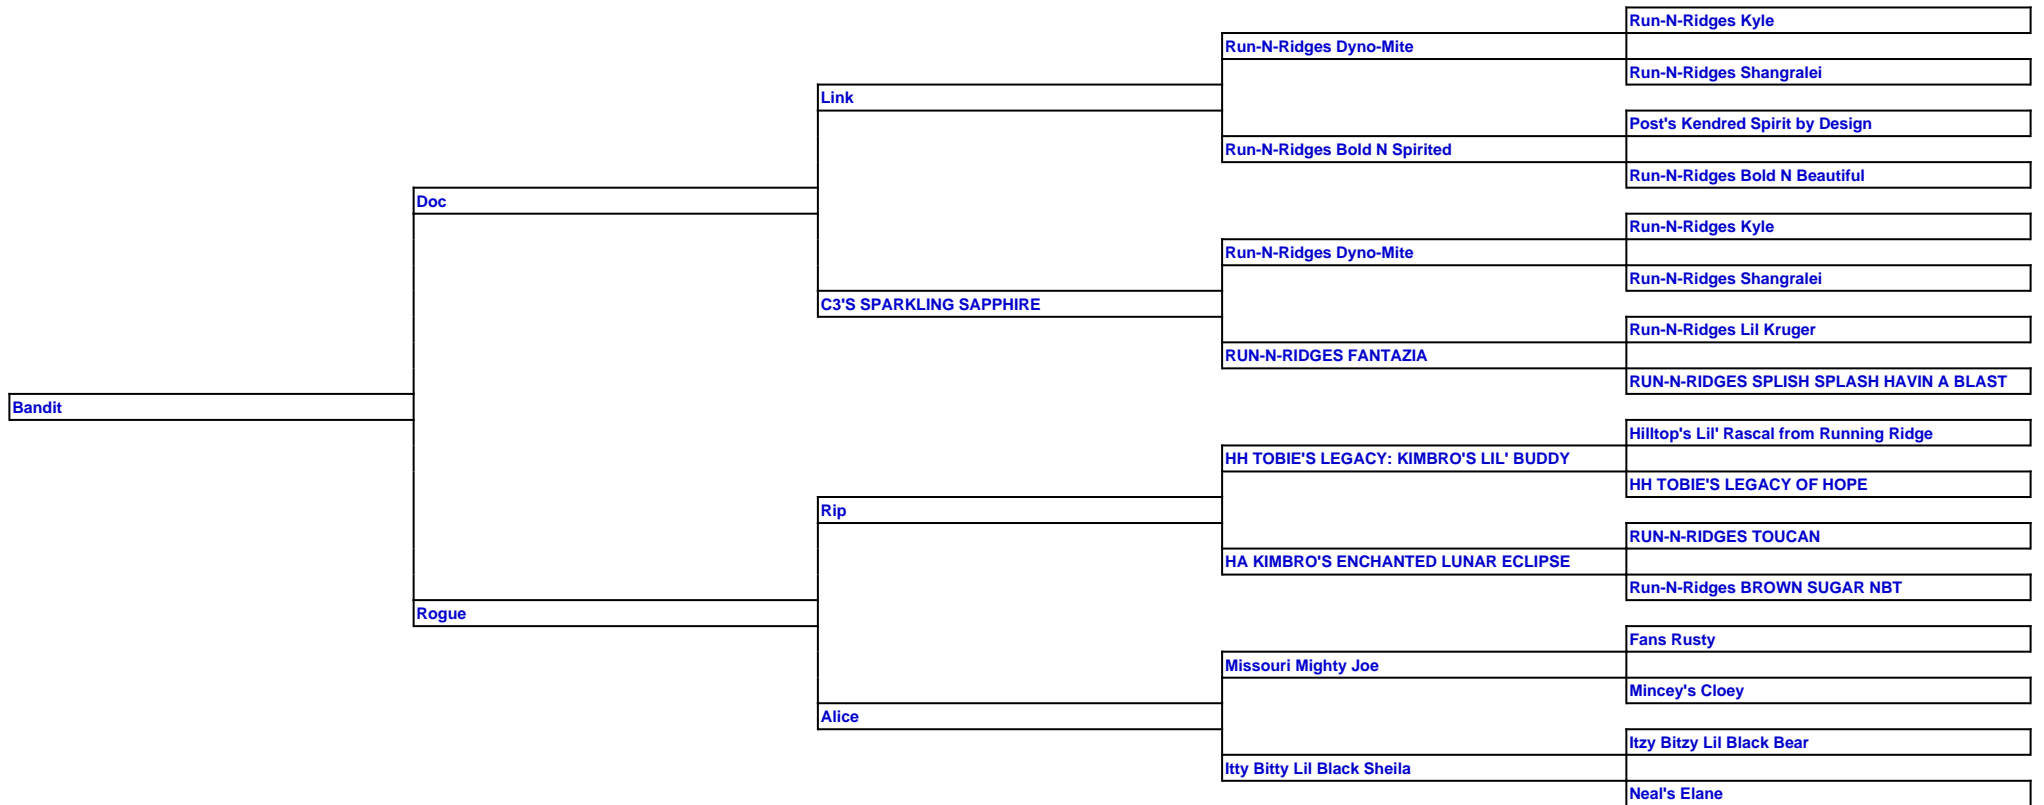 Run-N-Ridges Kyle
Run-N-Ridges Dyno-Mite
Run-N-Ridges Shangralei
Link
Post's Kendred Spirit by Design
Run-N-Ridges Bold N Spirited
Run-N-Ridges Bold N Beautiful
Doc
Run-N-Ridges Kyle
Run-N-Ridges Dyno-Mite
Run-N-Ridges Shangralei
C3'S SPARKLING SAPPHIRE
Run-N-Ridges Lil Kruger
RUN-N-RIDGES FANTAZIA
RUN-N-RIDGES SPLISH SPLASH HAVIN A BLAST
Bandit
Hilltop's Lil' Rascal from Running Ridge
HH TOBIE'S LEGACY: KIMBRO'S LIL' BUDDY
HH TOBIE'S LEGACY OF HOPE
Rip
RUN-N-RIDGES TOUCAN
HA KIMBRO'S ENCHANTED LUNAR ECLIPSE
Run-N-Ridges BROWN SUGAR NBT
Rogue
Fans Rusty
Missouri Mighty Joe
Mincey's Cloey
Alice
Itzy Bitzy Lil Black Bear
Itty Bitty Lil Black Sheila
Neal's Elane